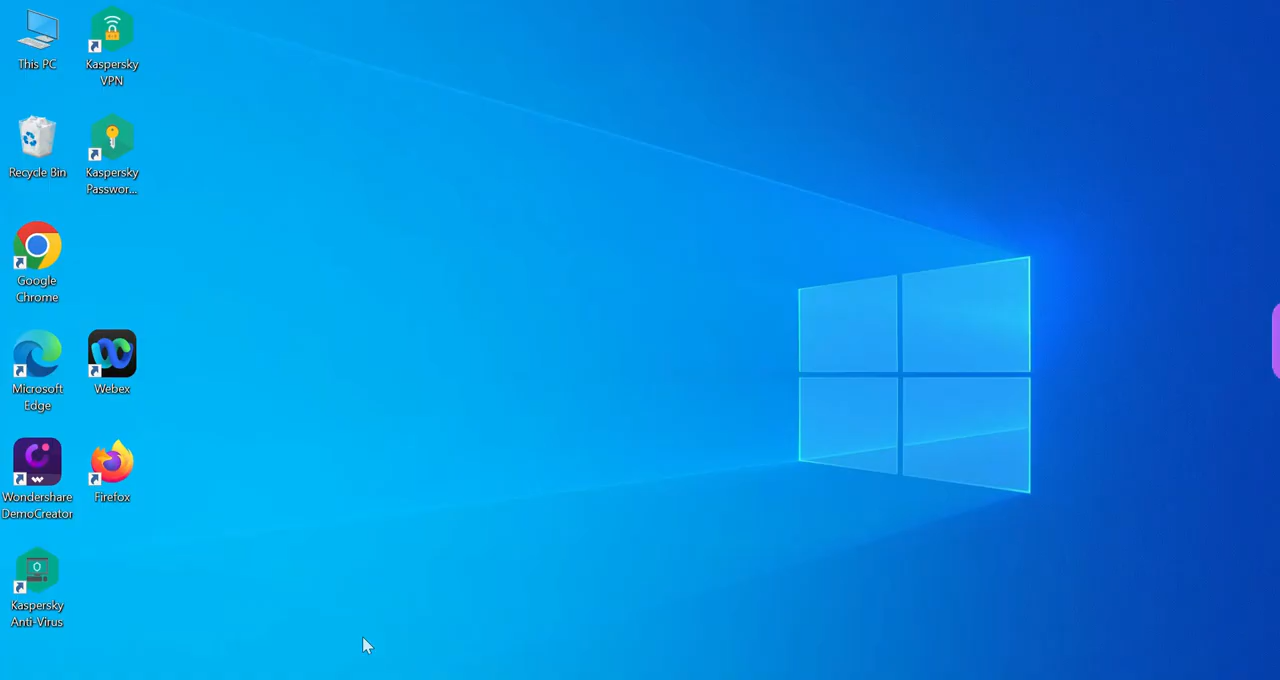 This PC
Kaspersky
VPN
Recycle Bin
Kaspersky
Passwor...
Google
Chrome
Microsoft
Edge
Webex
Wondershare
DemoCreator
Firefox
Kaspersky
Anti-Virus